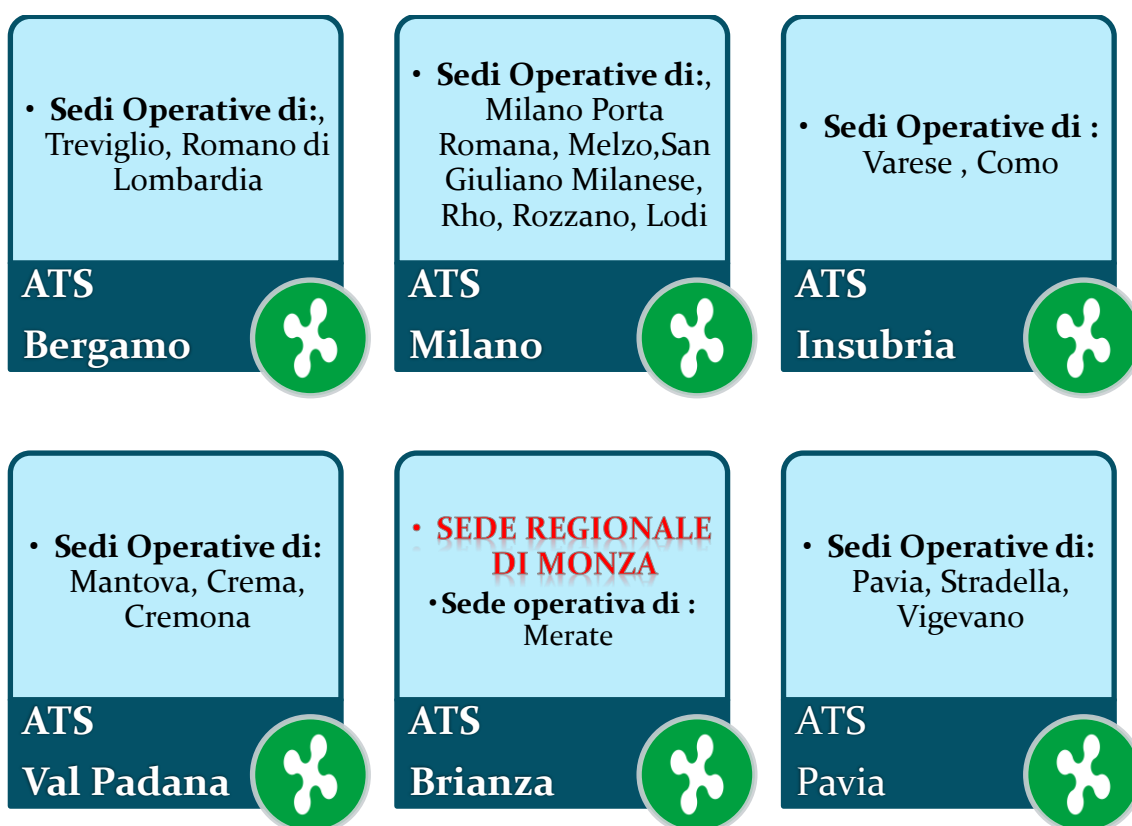 • Sedi Operative di:,
Treviglio, Romano di
Lombardia
ATS
Bergamo
• Sedi Operative di:,
Milano Porta
Romana, Melzo,San
Giuliano Milanese,
Rho, Rozzano, Lodi
ATS
Milano
• Sedi Operative di :
Varese , Como
ATS
Insubria
• Sedi Operative di:
Mantova, Crema,
Cremona
ATS
Val Padana
• SEDE REGIONALE
DI MONZA
•Sede operativa di :
Merate
ATS
Brianza
• Sedi Operative di:
Pavia, Stradella,
Vigevano
ATS
Pavia